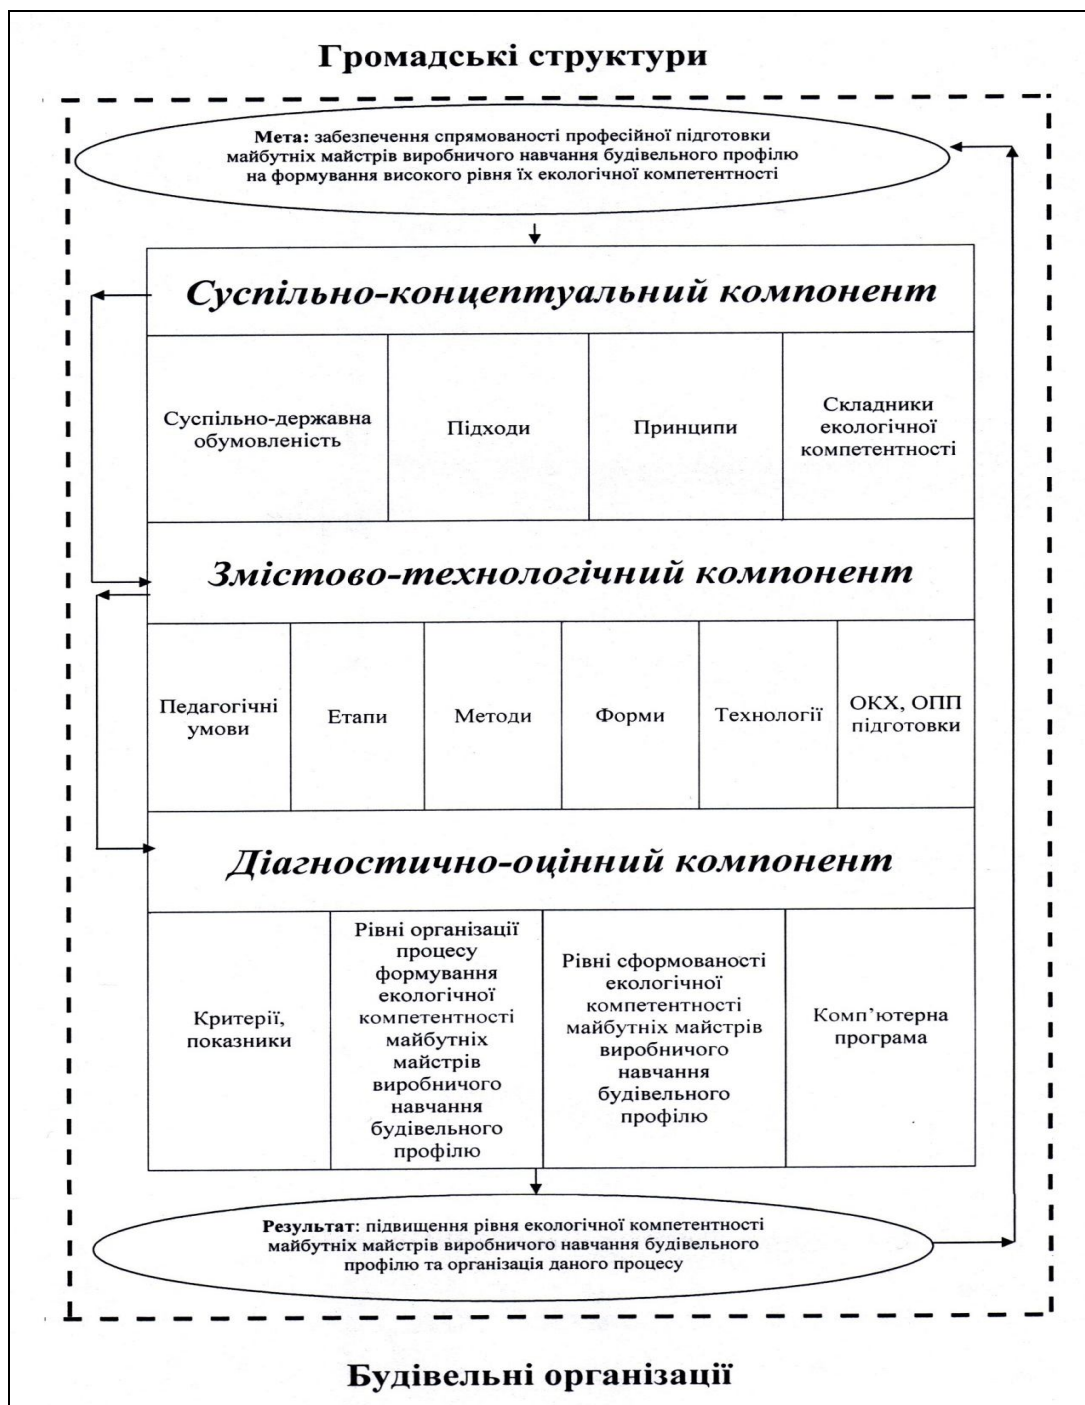 Громадські структури
Мета: забезпечення спрямованості професійної підготовки
майбутніх майстрів виробничого навчання будівельного профілю
на формування високого рівня їх екологічної компетентності
Суспільно-концептуальний компонент
Суспільно-державна
обумовленість
Підходи
Принципи
Складники
екологічної
компетентності
Змістово-технологічний компонент
Педагогічні
умови
Етапи
Методи
Форми
Технології
ОКХ, ОПП
підготовки
Діагностично-оцінний компонент
Критерії,
показники
Рівні організації
процесу
формування
екологічної
компетентності
майбутніх
майстрів
виробничого
навчання
будівельного
профілю
Рівні сформованості
екологічної
компетентності
майбутніх майстрів
виробничого
навчання
будівельного
профілю
Комп’ютерна
програма
Результат: підвищення рівня екологічної компетентності
майбутніх майстрів виробничого навчання будівельного
профілю та організація даного процесу
Будівельні організації